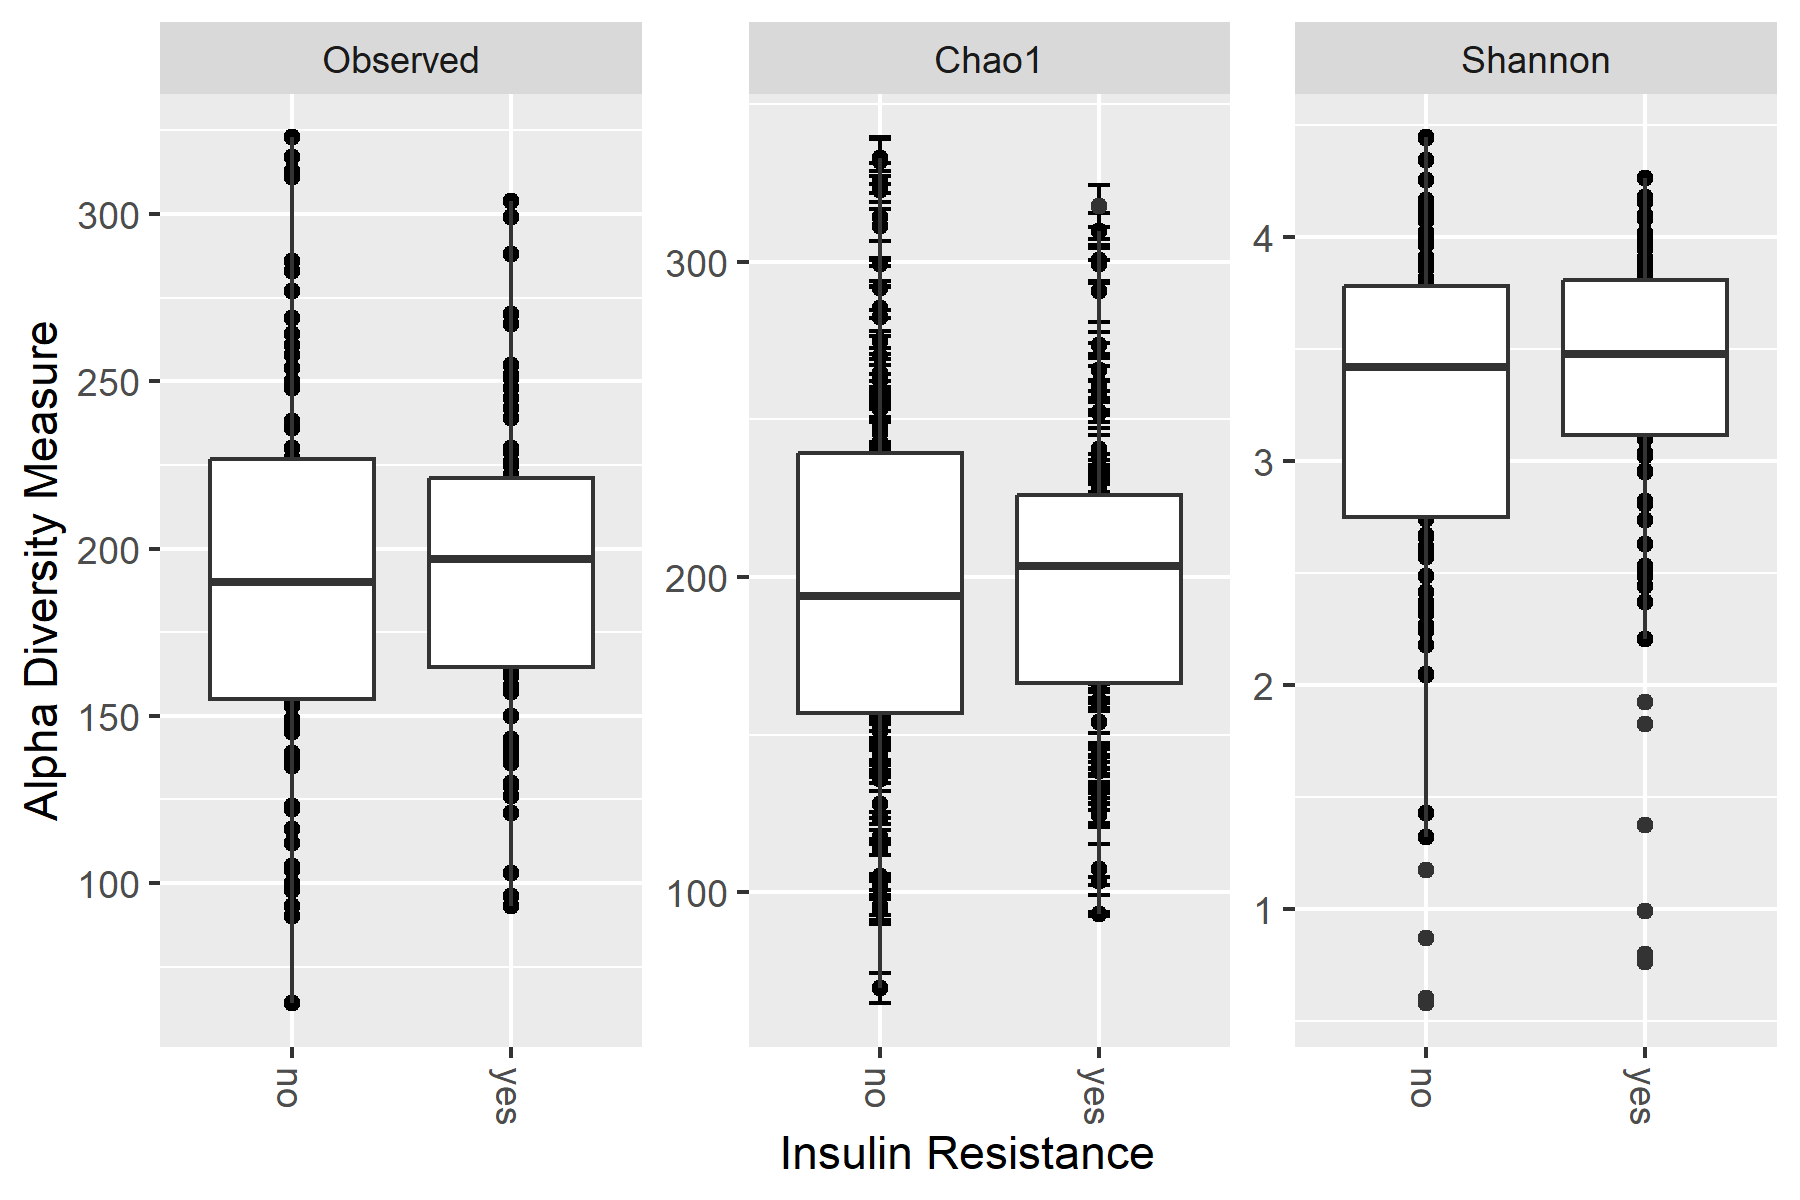 Observed
Chao1
Shannon
Alpha Diversity Measure
300
250
200
150
100
300
200
100
4
3
2
1
no
yes
no
yes
no
yes
Insulin Resistance